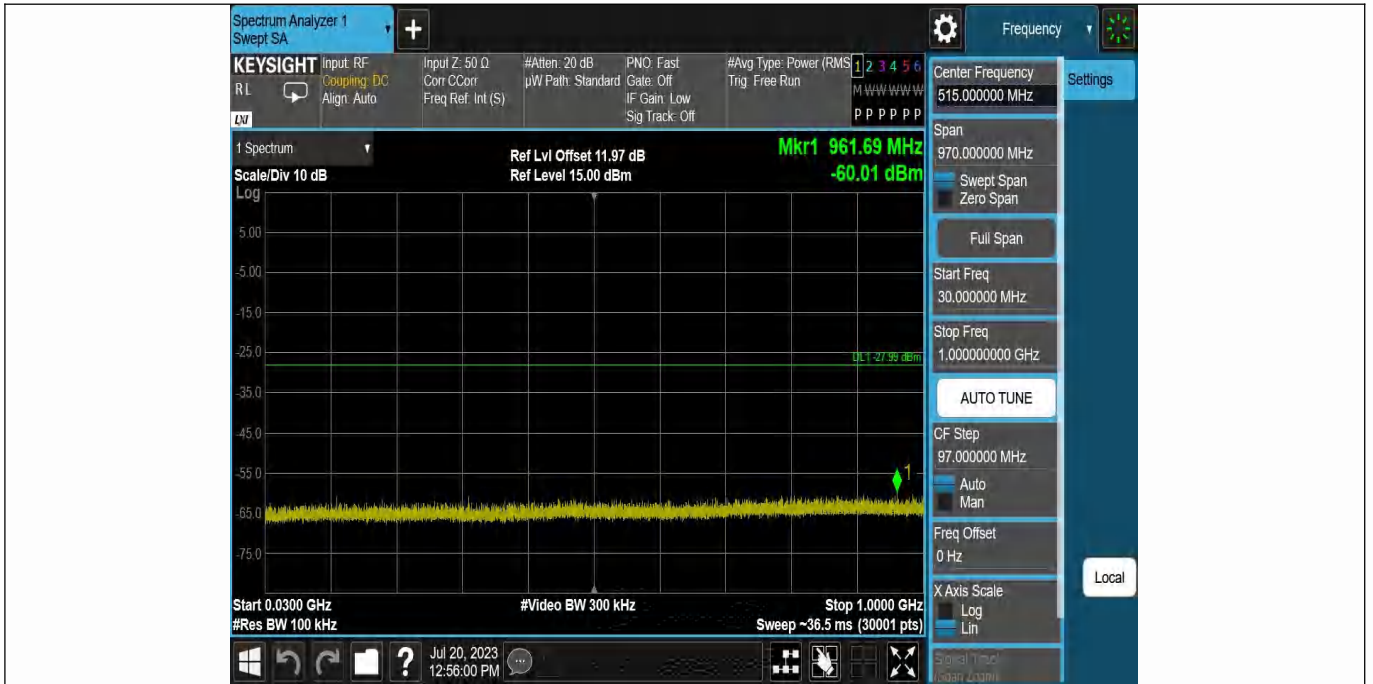 Spectrum Analyzer 1
Swept SA
+
Frequency
KEYSIGHT
Input: RF
Coupling: DC
Align: Auto
Input Z: 50 Ω
Corr CCorr
Freq Ref: Int (S)
#Atten: 20 dB
µW Path: Standard
PNO: Fast
Gate: Off
IF Gain: Low
Sig Track: Off
#Avg Type: Power (RMS
Trig: Free Run
1 2 3 4 5 6
M W W W W W
P P P P P P
R L
LXI
Center Frequency
515.000000 MHz
Settings
1 Spectrum
Scale/Div 10 dB
Ref Lvl Offset 11.97 dB
Ref Level 15.00 dBm
Mkr1 961.69 MHz
-60.01 dBm
Log
5.00
-5.00
-15.0
-25.0
-35.0
-45.0
-55.0
-65.0
-75.0
DL1 -27.99 dBm
1
Start 0.0300 GHz
#Res BW 100 kHz
#Video BW 300 kHz
Stop 1.0000 GHz
Sweep ~36.5 ms (30001 pts)
Span
970.000000 MHz
Swept Span
Zero Span
Full Span
Start Freq
30.000000 MHz
Stop Freq
1.000000000 GHz
AUTO TUNE
CF Step
97.000000 MHz
Auto
Man
Freq Offset
0 Hz
X Axis Scale
Log
Lin
Signal Track
(Span Zoom)
Local
?
Jul 20, 2023
12:56:00 PM